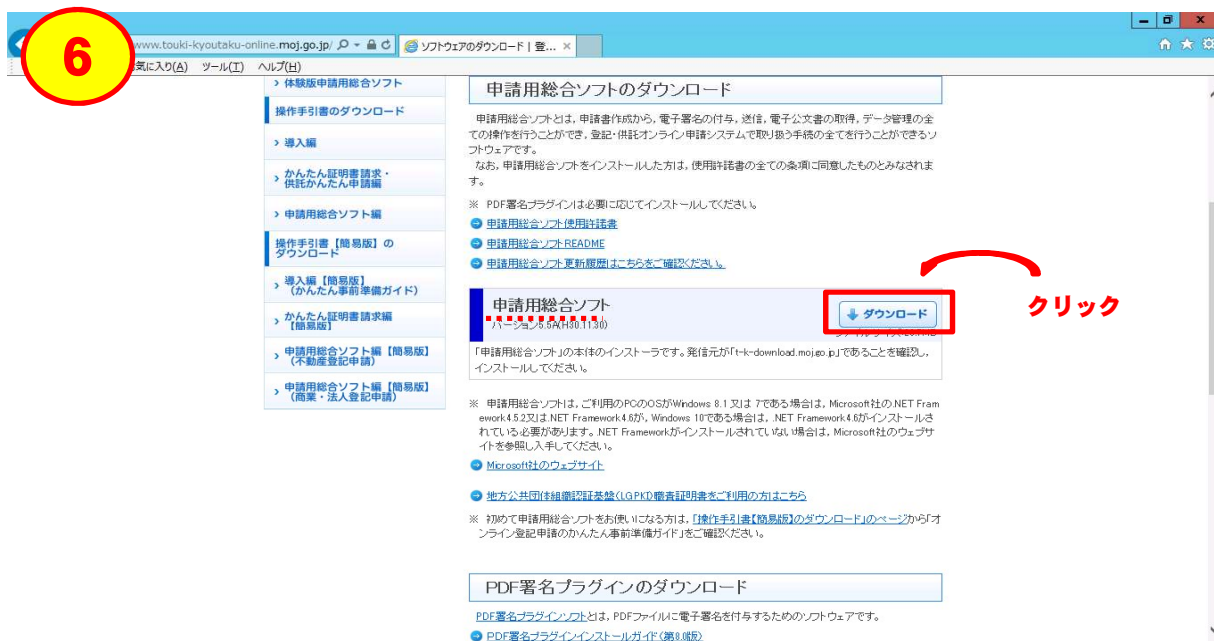 6
www.touki-kyoutaku-online.moj.go.jp/
ソフトウェアのダウンロード | 登...
気に入り(A) ツール(T) ヘルプ(H)
体験版申請用総合ソフト
操作手引書のダウンロード
導入編
かんたん証明書請求・
供託かんたん申請編
申請用総合ソフト編
操作手引書【簡易版】の
ダウンロード
導入編【簡易版】
(かんたん事前準備ガイド)
かんたん証明書請求編
【簡易版】
申請用総合ソフト編【簡易版】
(不動産登記申請)
申請用総合ソフト編【簡易版】
(商業・法人登記申請)
申請用総合ソフトのダウンロード
申請用総合ソフトとは，申請書作成から，電子署名の付与，送信，電子公文書の取得，データ管理の全
ての操作を行うことができ，登記・供託オンライン申請システムで取り扱う手続の全てを行うことができるソ
フトウェアです。
なお，申請用総合ソフトをインストールした方は，使用許諾書の全ての条項に同意したものとみなされま
す。
※ PDF署名プラグインは必要に応じてインストールしてください。
申請用総合ソフト使用許諾書
申請用総合ソフトREADME
申請用総合ソフト更新履歴はこちらをご確認ください。
申請用総合ソフト
バージョン5.5A(H30.11.30)
ダウンロード
クリック
「申請用総合ソフト」の本体のインストーラです。発信元が「t-k-download.moj.go.jp」であることを確認し，
インストールしてください。
※ 申請用総合ソフトは，ご利用のPCのOSがWindows 8.1 又は 7である場合は，Microsoft社の.NET Fram
ework4.5.2又は.NET Framework4.6が，Windows 10である場合は，.NET Framework4.6がインストールさ
れている必要があります。.NET Frameworkがインストールされていない場合は，Microsoft社のウェブサ
イトを参照し入手してください。
Microsoft社のウェブサイト
地方公共団体組織認証基盤(LGPKI)職責証明書をご利用の方はこちら
※ 初めて申請用総合ソフトをお使いになる方は，「操作手引書【簡易版】のダウンロード」のページから「オ
ンライン登記申請のかんたん事前準備ガイド」をご確認ください。
PDF署名プラグインのダウンロード
PDF署名プラグインソフトとは，PDFファイルに電子署名を付与するためのソフトウェアです。
PDF署名プラグインインストールガイド(第8.0版)